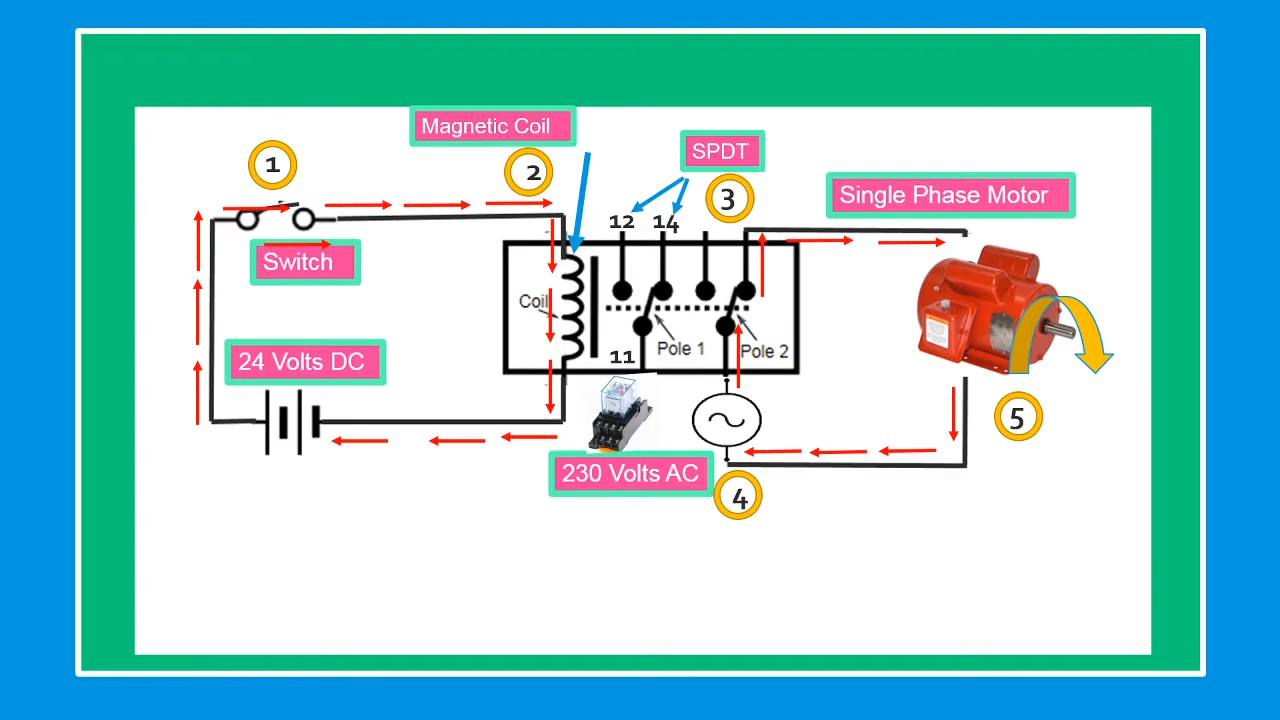 Magnetic Coil
1
2
SPDT
3
Single Phase Motor
12
14
Switch
Coil
24 Volts DC
11
Pole 1
Pole 2
5
230 Volts AC
4